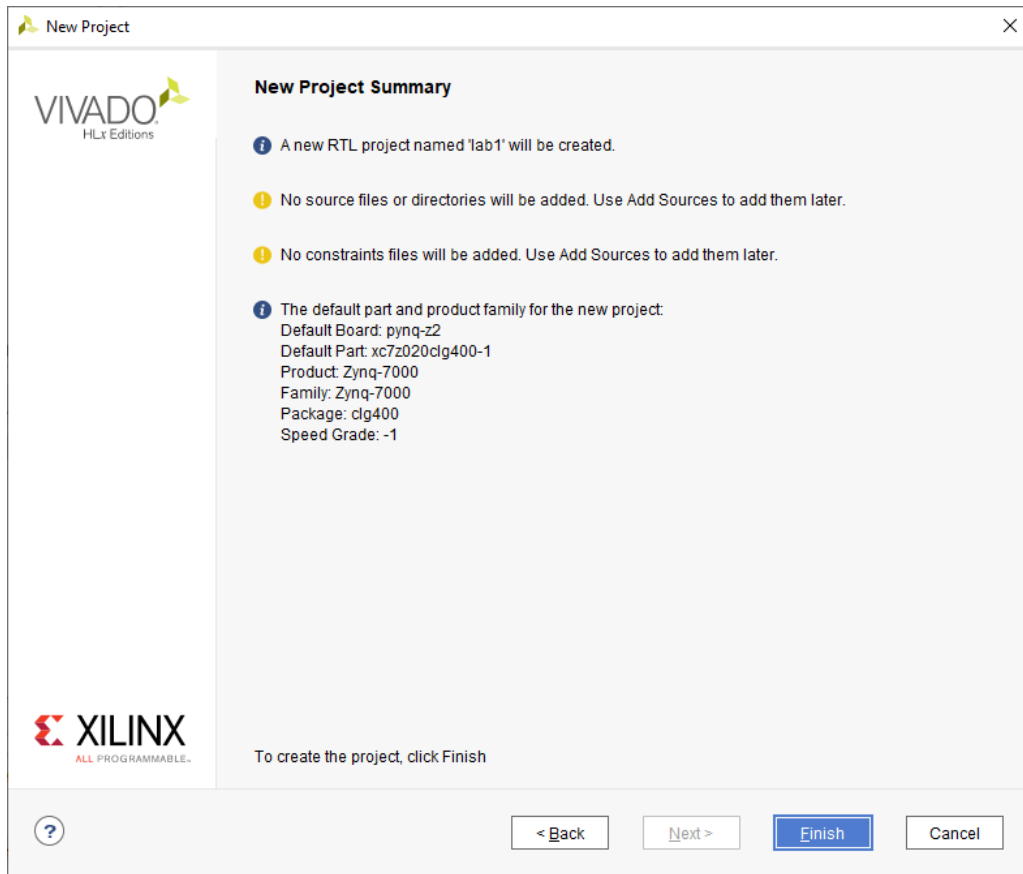 New Project
VIVADO
HLx Editions
New Project Summary
A new RTL project named 'lab1' will be created.
No source files or directories will be added. Use Add Sources to add them later.
No constraints files will be added. Use Add Sources to add them later.
The default part and product family for the new project:
Default Board: pynq-z2
Default Part: xc7z020clg400-1
Product: Zynq-7000
Family: Zynq-7000
Package: clg400
Speed Grade: -1
XILINX
ALL PROGRAMMABLE™
To create the project, click Finish
?
< Back
Next >
Finish
Cancel